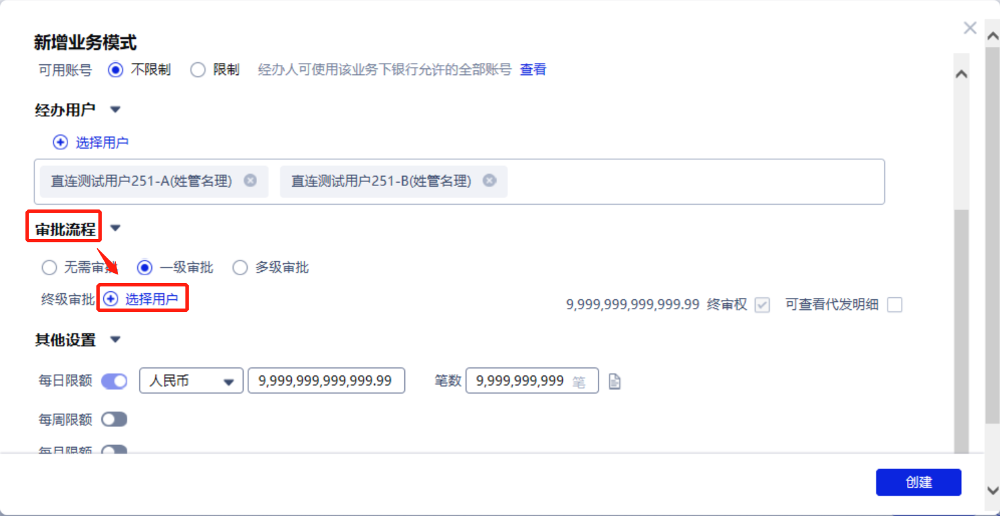 新增业务模式
可用账号 不限制 限制 经办人可使用该业务下银行允许的全部账号 查看
经办用户
选择用户
直连测试用户251-A(姓管名理) 直连测试用户251-B(姓管名理)
审批流程
无需审批 一级审批 多级审批
终级审批 选择用户 9,999,999,999,999.99 终审权 可查看代发明细
其他设置
每日限额 人民币 9,999,999,999,999.99 笔数 9,999,999,999 笔
每周限额
每月限额
创建